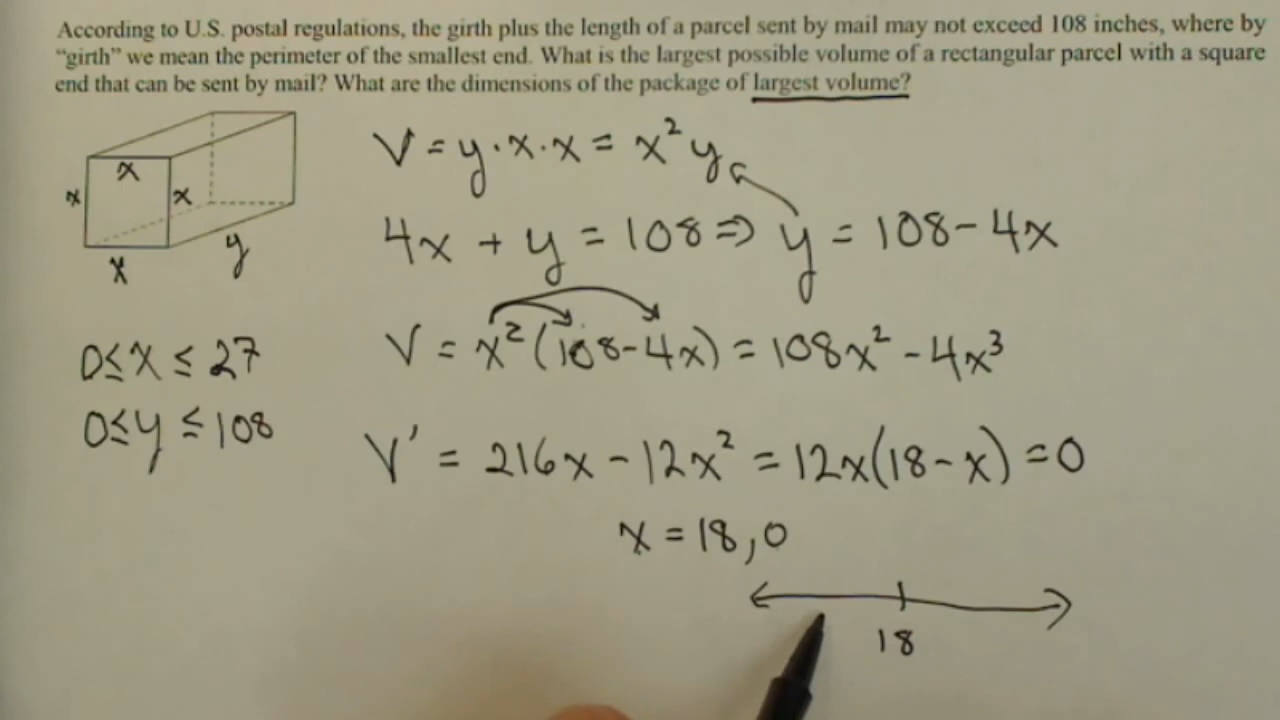 According to U.S. postal regulations, the girth plus the length of a parcel sent by mail may not exceed 108 inches, where by
“girth” we mean the perimeter of the smallest end. What is the largest possible volume of a rectangular parcel with a square
end that can be sent by mail? What are the dimensions of the package of largest volume?
V = y·x·x = x²y
x
x
x
x
y
4x + y = 108 ⇒ y = 108 - 4x
V = x²(108-4x) = 108x² - 4x³
0 ≤ x ≤ 27
0 ≤ y ≤ 108
V' = 216x - 12x² = 12x(18-x) = 0
x = 18, 0
18